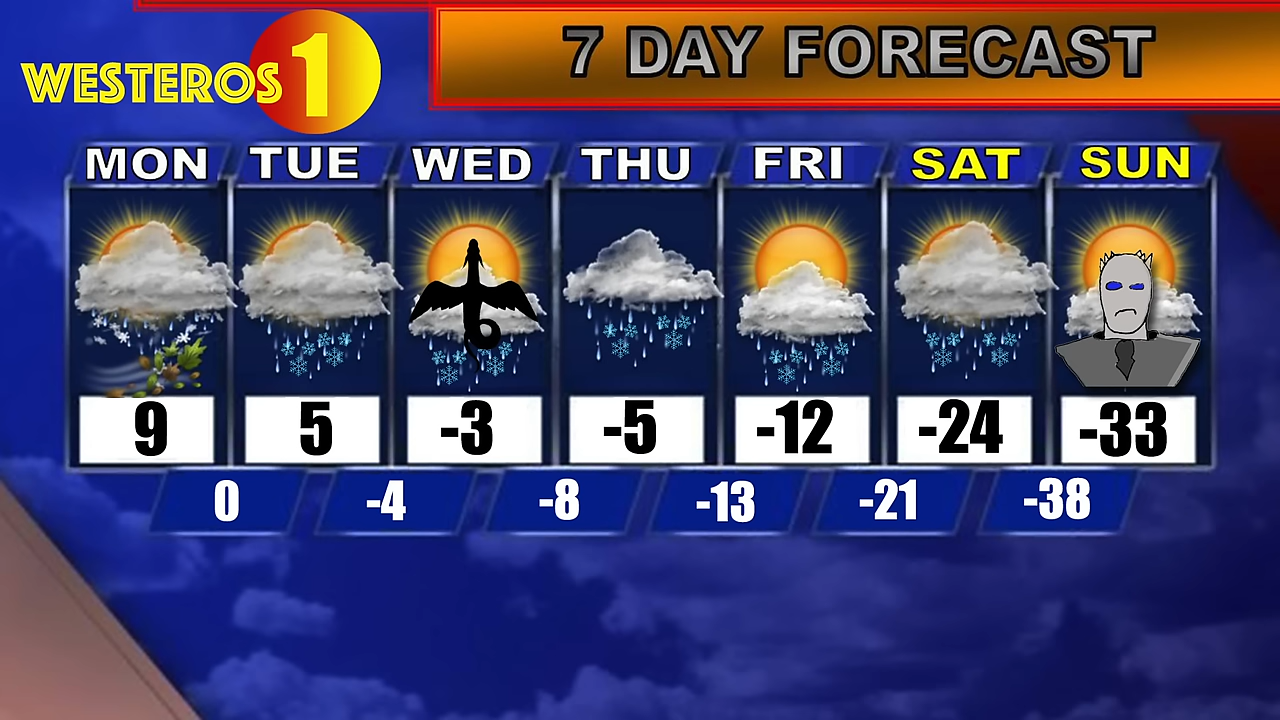 WESTEROS 1
7 DAY FORECAST
MON TUE WED THU FRI SAT SUN
9 5 -3 -5 -12 -24 -33
0 -4 -8 -13 -21 -38